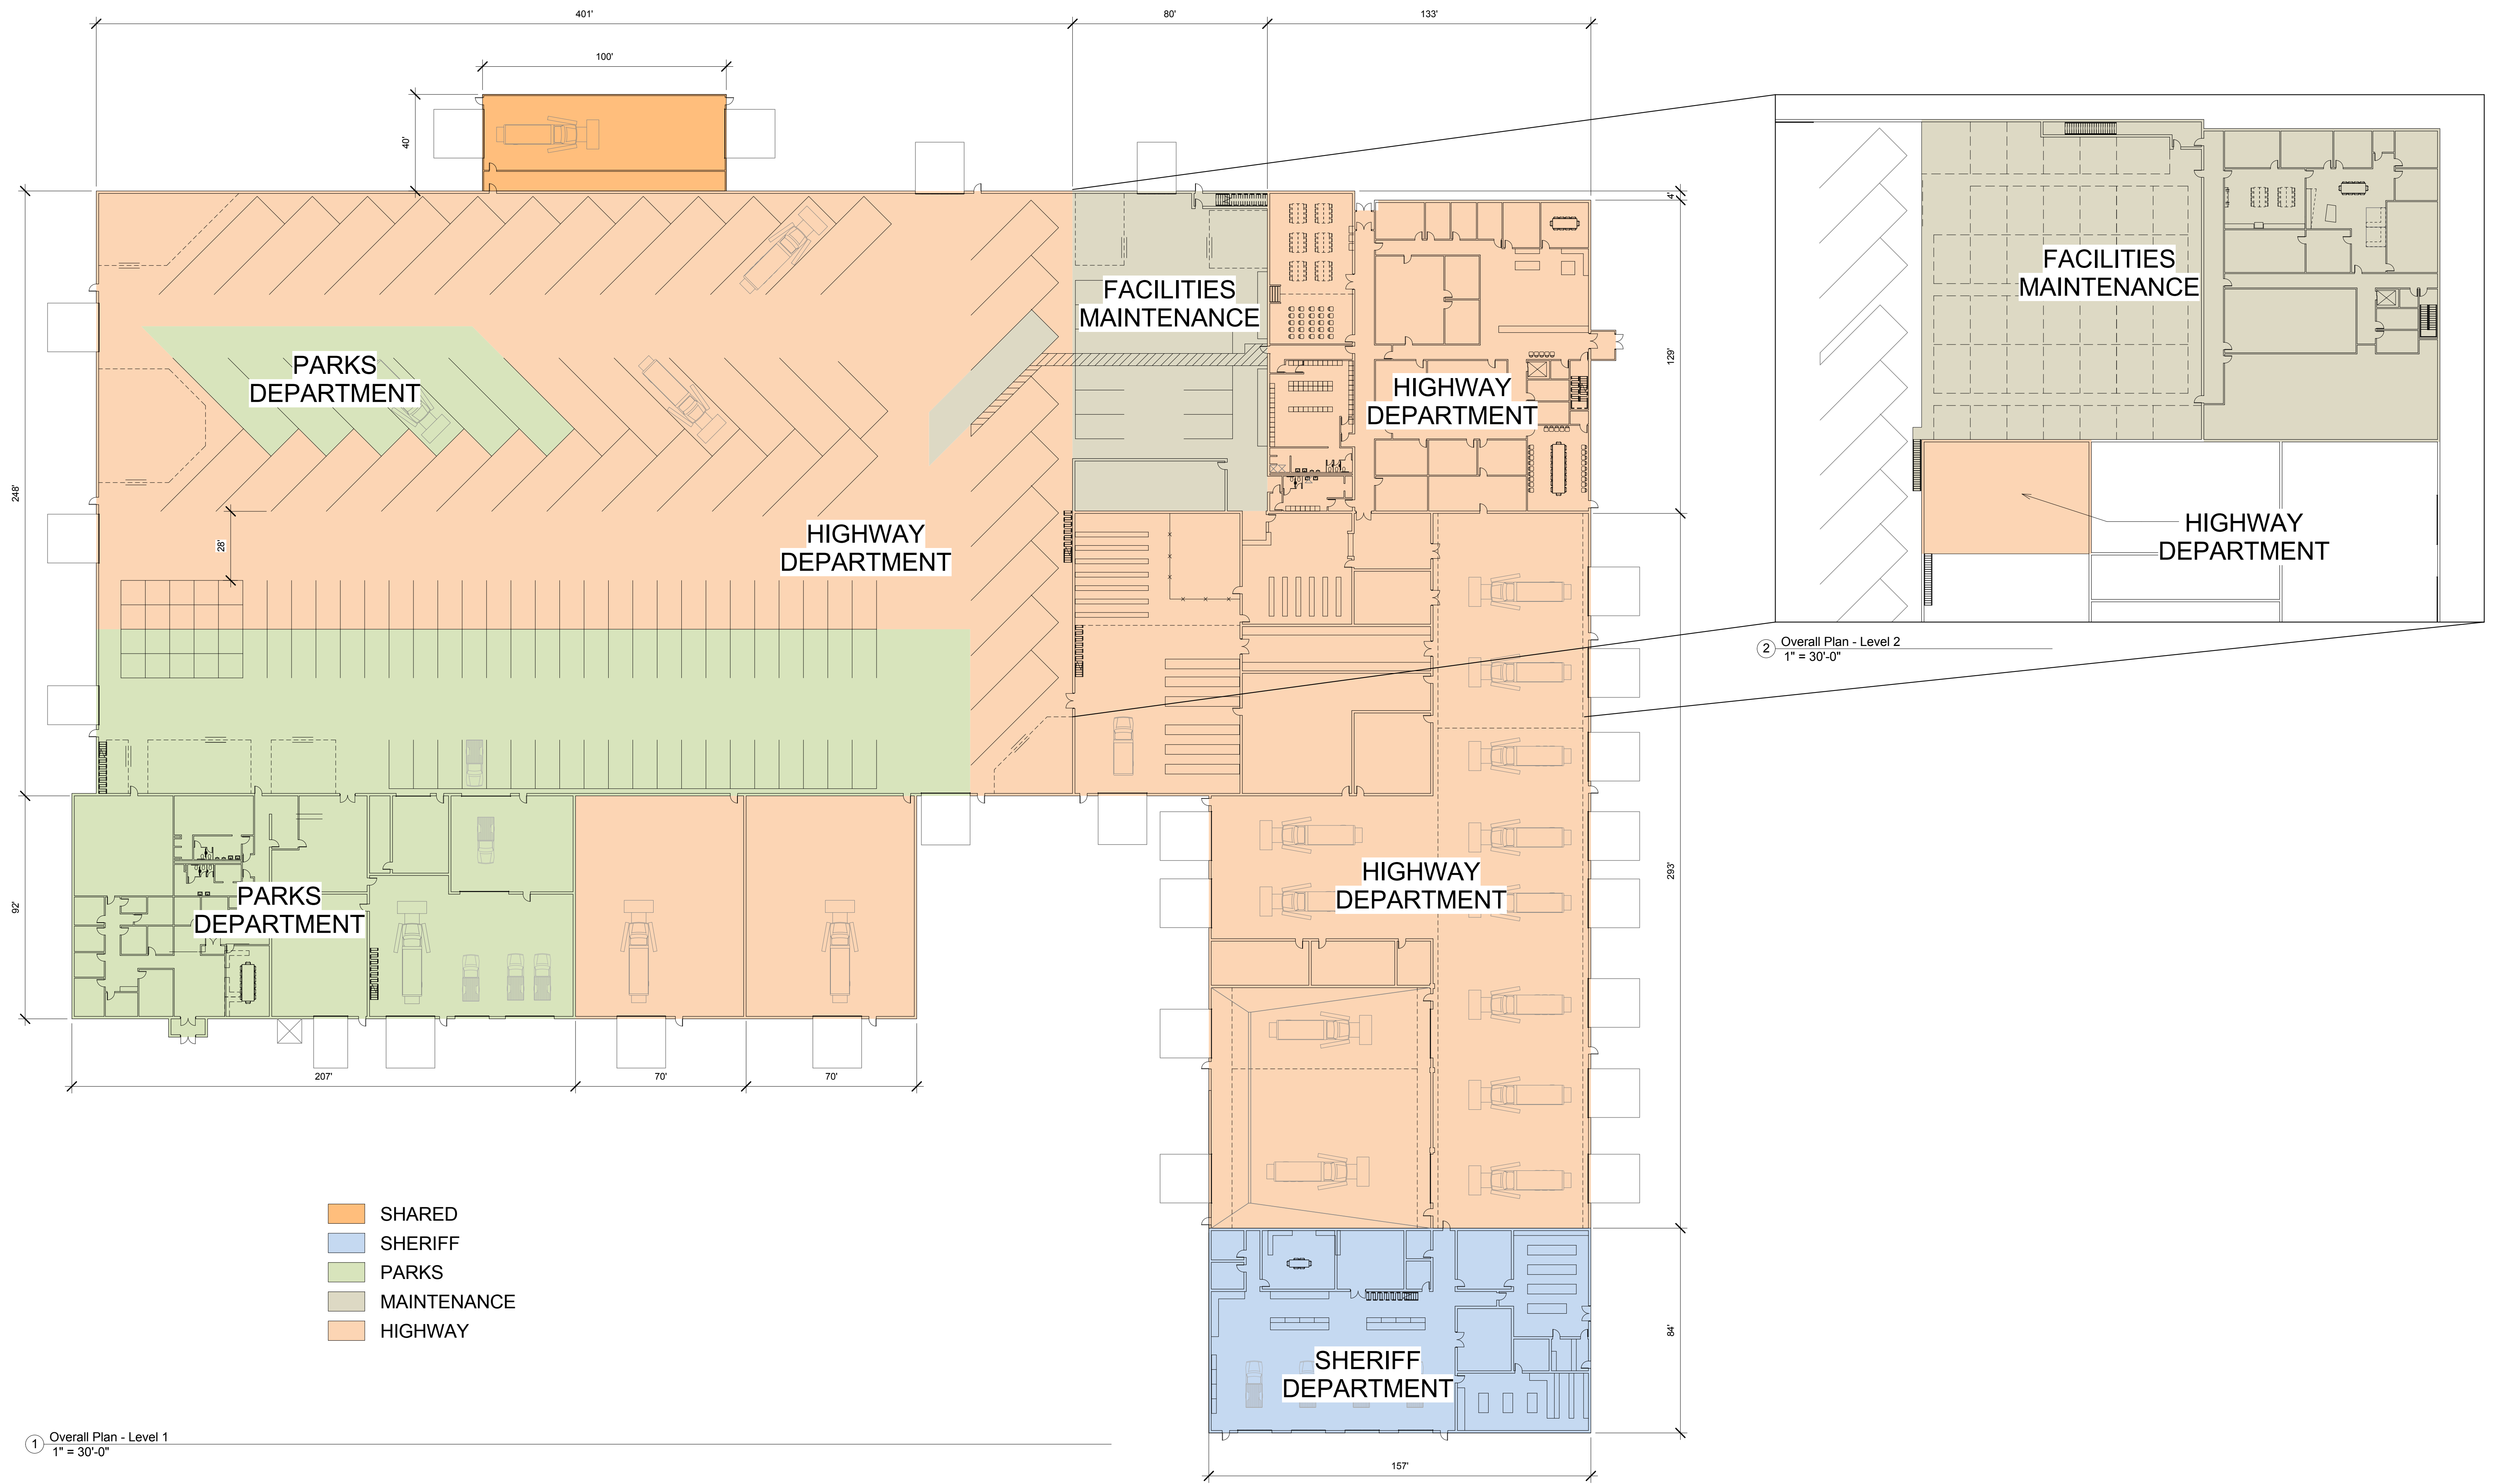 401'
80'
133'
100'
40'
4'
248'
129'
28'
293'
92'
84'
207'
70'
70'
157'
PARKS
DEPARTMENT
FACILITIES
MAINTENANCE
HIGHWAY
DEPARTMENT
HIGHWAY
DEPARTMENT
HIGHWAY
DEPARTMENT
PARKS
DEPARTMENT
SHERIFF
DEPARTMENT
FACILITIES
MAINTENANCE
HIGHWAY
DEPARTMENT
2 Overall Plan - Level 2
1" = 30'-0"
SHARED
SHERIFF
PARKS
MAINTENANCE
HIGHWAY
1 Overall Plan - Level 1
1" = 30'-0"